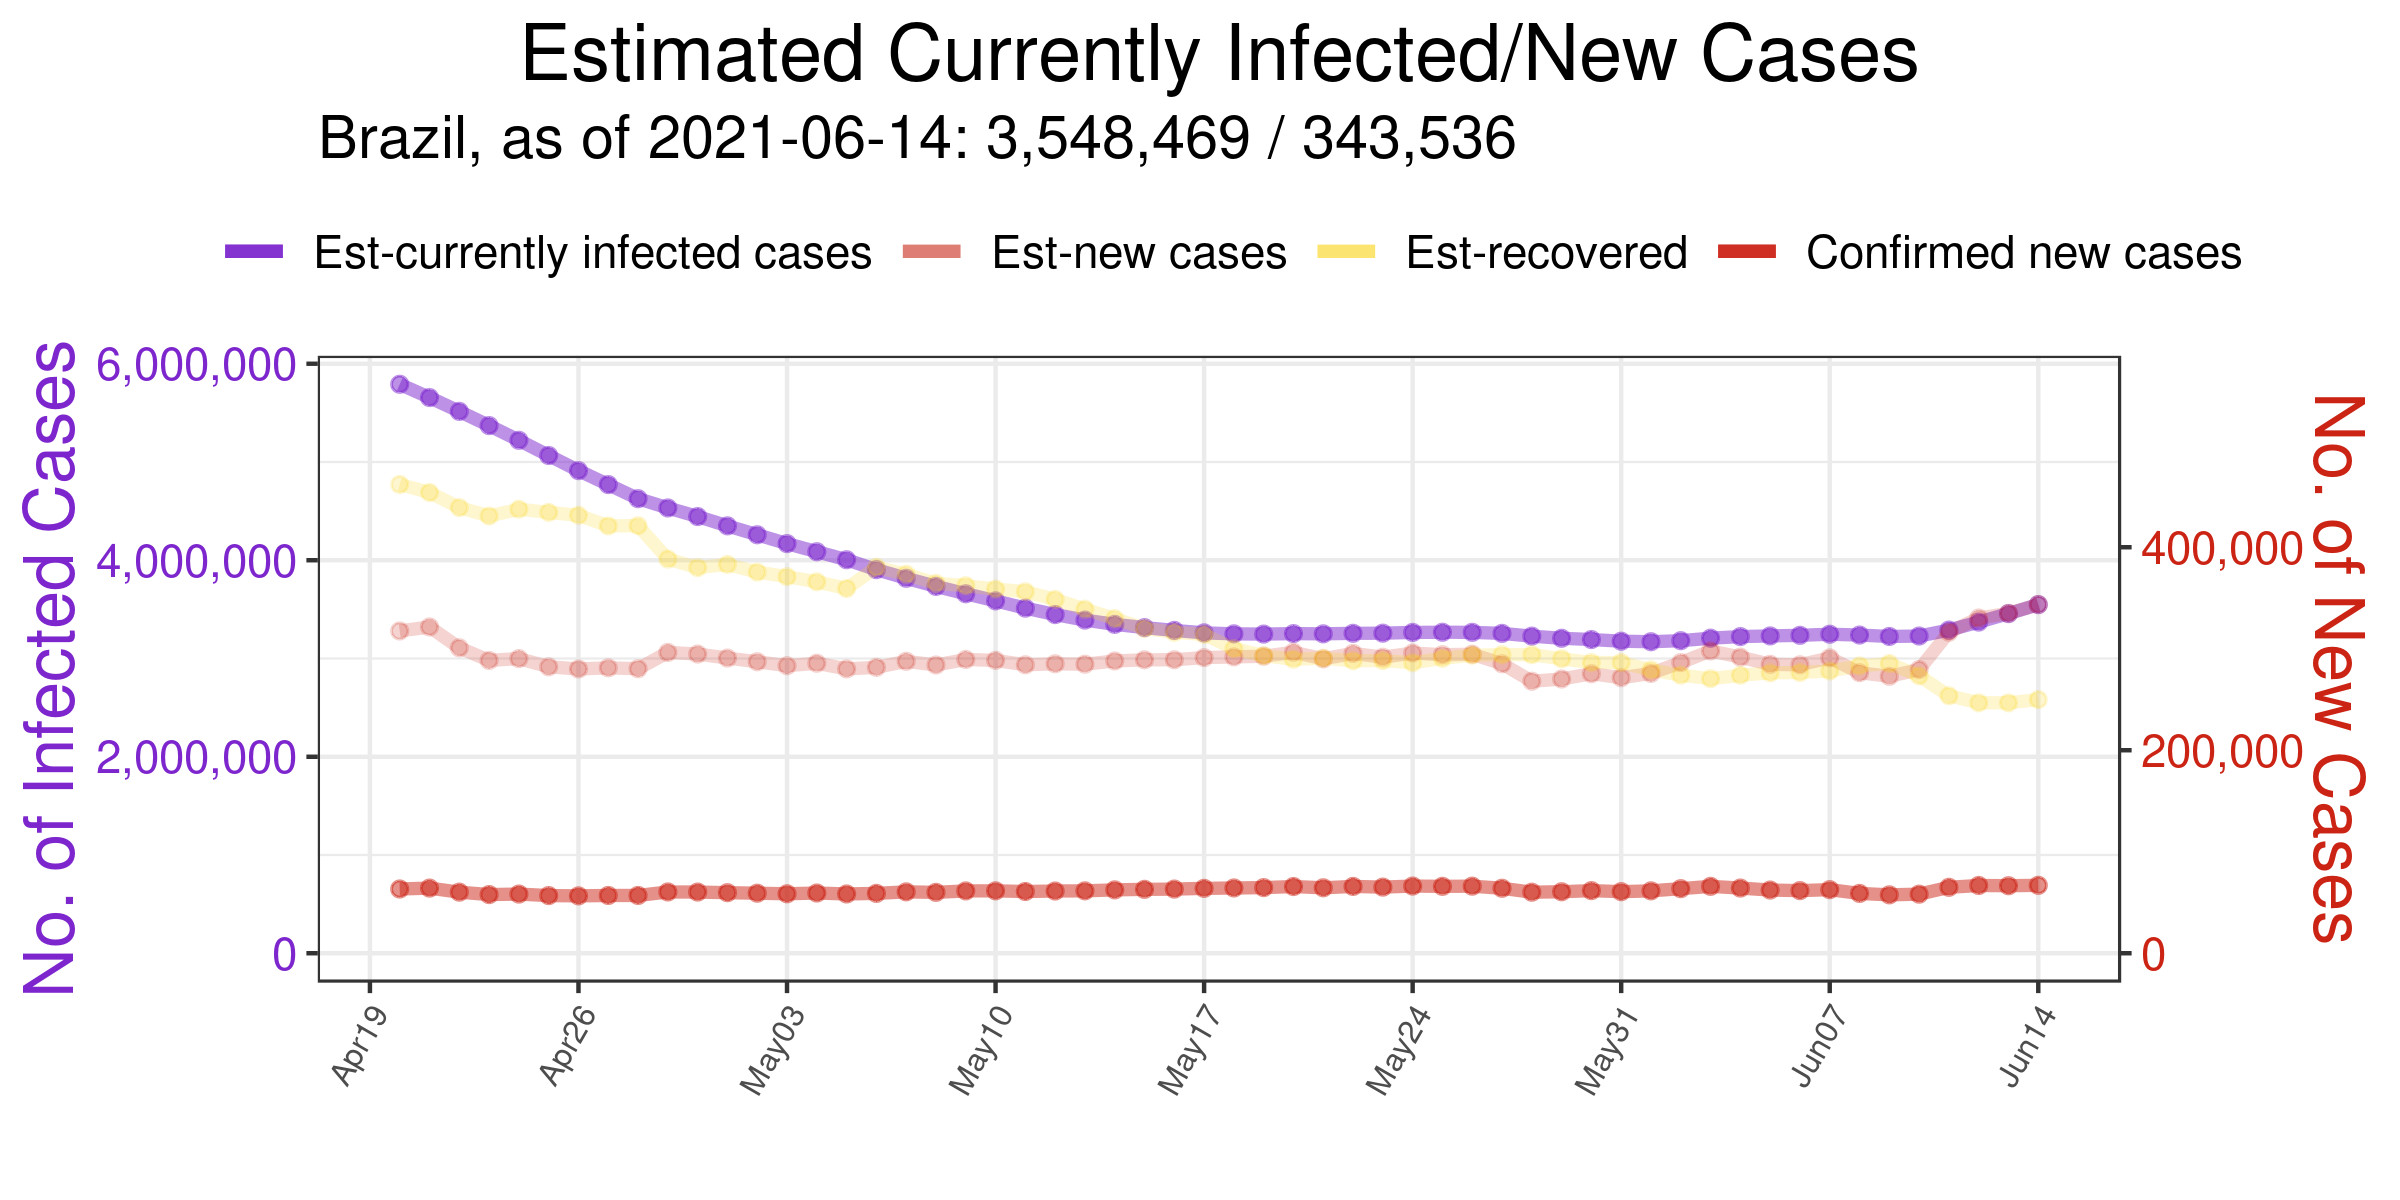 Estimated Currently Infected/New Cases
Brazil, as of 2021-06-14: 3,548,469 / 343,536
Est-currently infected cases Est-new cases Est-recovered Confirmed new cases
No. of Infected Cases
6,000,000
4,000,000
2,000,000
0
400,000
200,000
0
No. of New Cases
Apr19 Apr26 May03 May10 May17 May24 May31 Jun07 Jun14